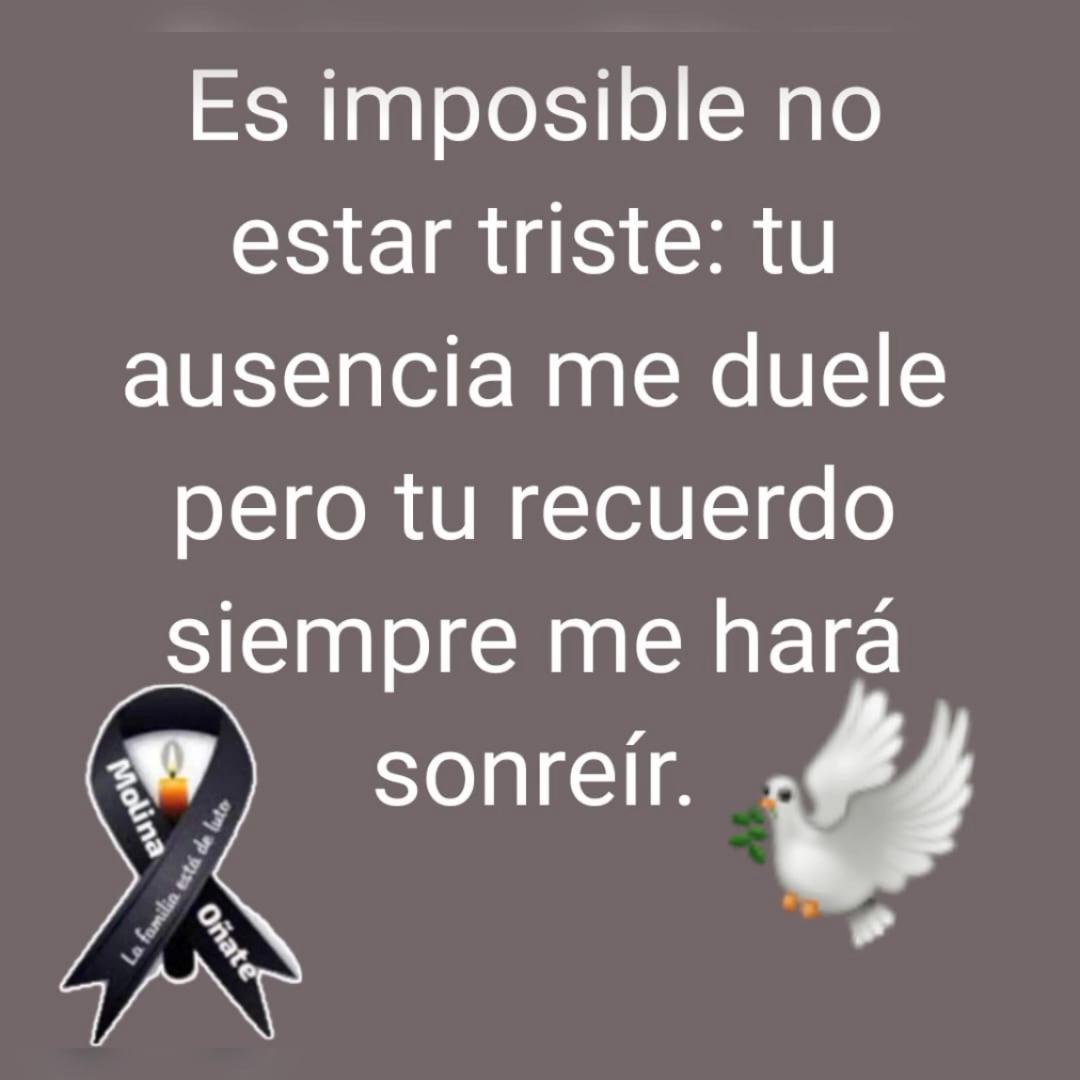 Es imposible no
estar triste: tu
ausencia me duele
pero tu recuerdo
siempre me hará
sonreír.
Molina
La familia está de luto
Oñate